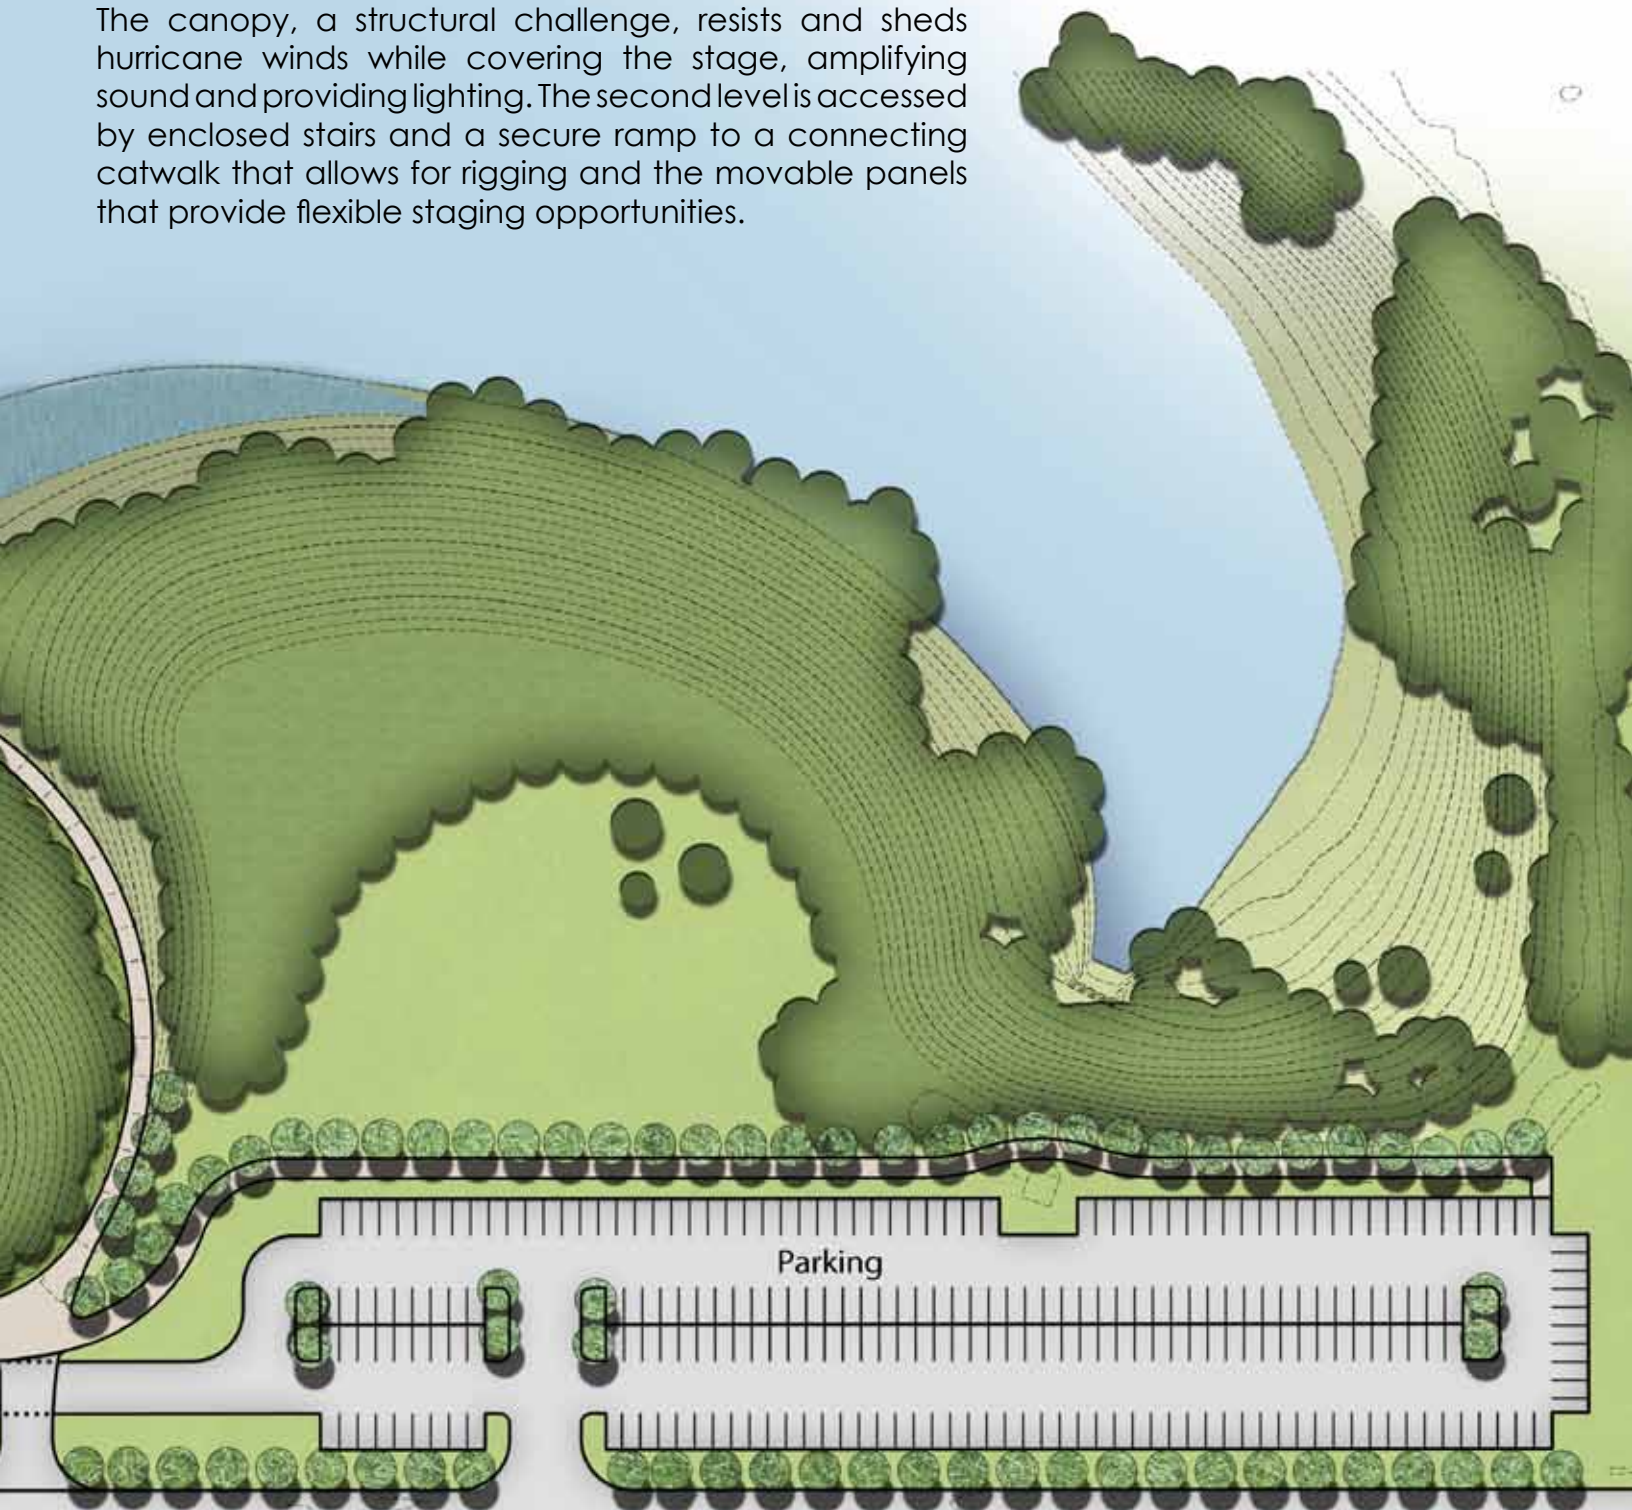 The canopy, a structural challenge, resists and sheds
hurricane winds while covering the stage, amplifying
sound and providing lighting. The second level is accessed
by enclosed stairs and a secure ramp to a connecting
catwalk that allows for rigging and the movable panels
that provide flexible staging opportunities.
Parking